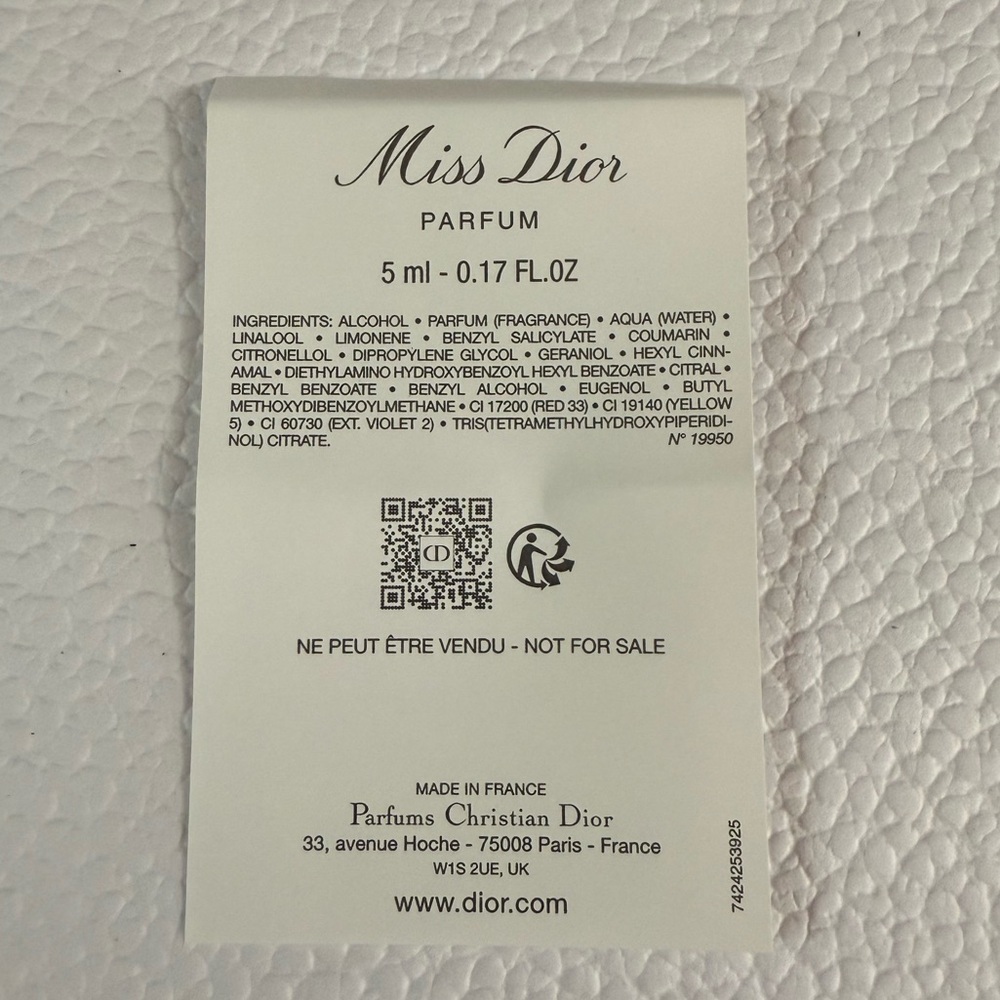 Miss Dior
PARFUM
5 ml - 0.17 FL.OZ
INGREDIENTS: ALCOHOL • PARFUM (FRAGRANCE) • AQUA (WATER) •
LINALOOL • LIMONENE • BENZYL SALICYLATE • COUMARIN •
CITRONELLOL • DIPROPYLENE GLYCOL • GERANIOL • HEXYL CINN-
AMAL • DIETHYLAMINO HYDROXYBENZOYL HEXYL BENZOATE • CITRAL •
BENZYL BENZOATE • BENZYL ALCOHOL • EUGENOL • BUTYL
METHOXYDIBENZOYLMETHANE • CI 17200 (RED 33) • CI 19140 (YELLOW
5) • CI 60730 (EXT. VIOLET 2) • TRIS(TETRAMETHYLHYDROXYPIPERIDI-
NOL) CITRATE. N° 19950
CD
NE PEUT ÊTRE VENDU - NOT FOR SALE
MADE IN FRANCE
Parfums Christian Dior
33, avenue Hoche - 75008 Paris - France
W1S 2UE, UK
www.dior.com
7424253925